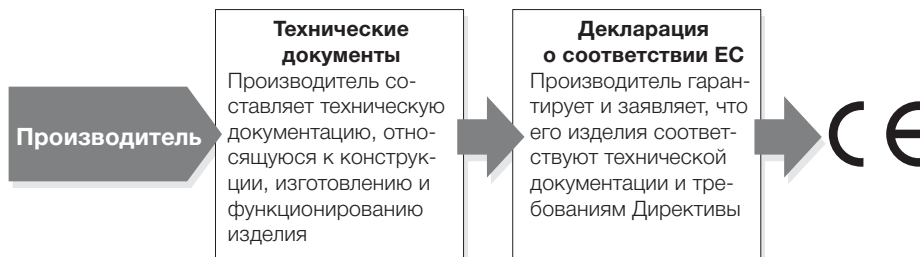 Производитель
Технические
документы
Производитель со-
ставляет техническую
документацию, отно-
сящуюся к конструк-
ции, изготовлению и
функционированию
изделия
Декларация
о соответствии ЕС
Производитель гаран-
тирует и заявляет, что
его изделия соответ-
ствуют технической
документации и тре-
бованиям Директивы
CE